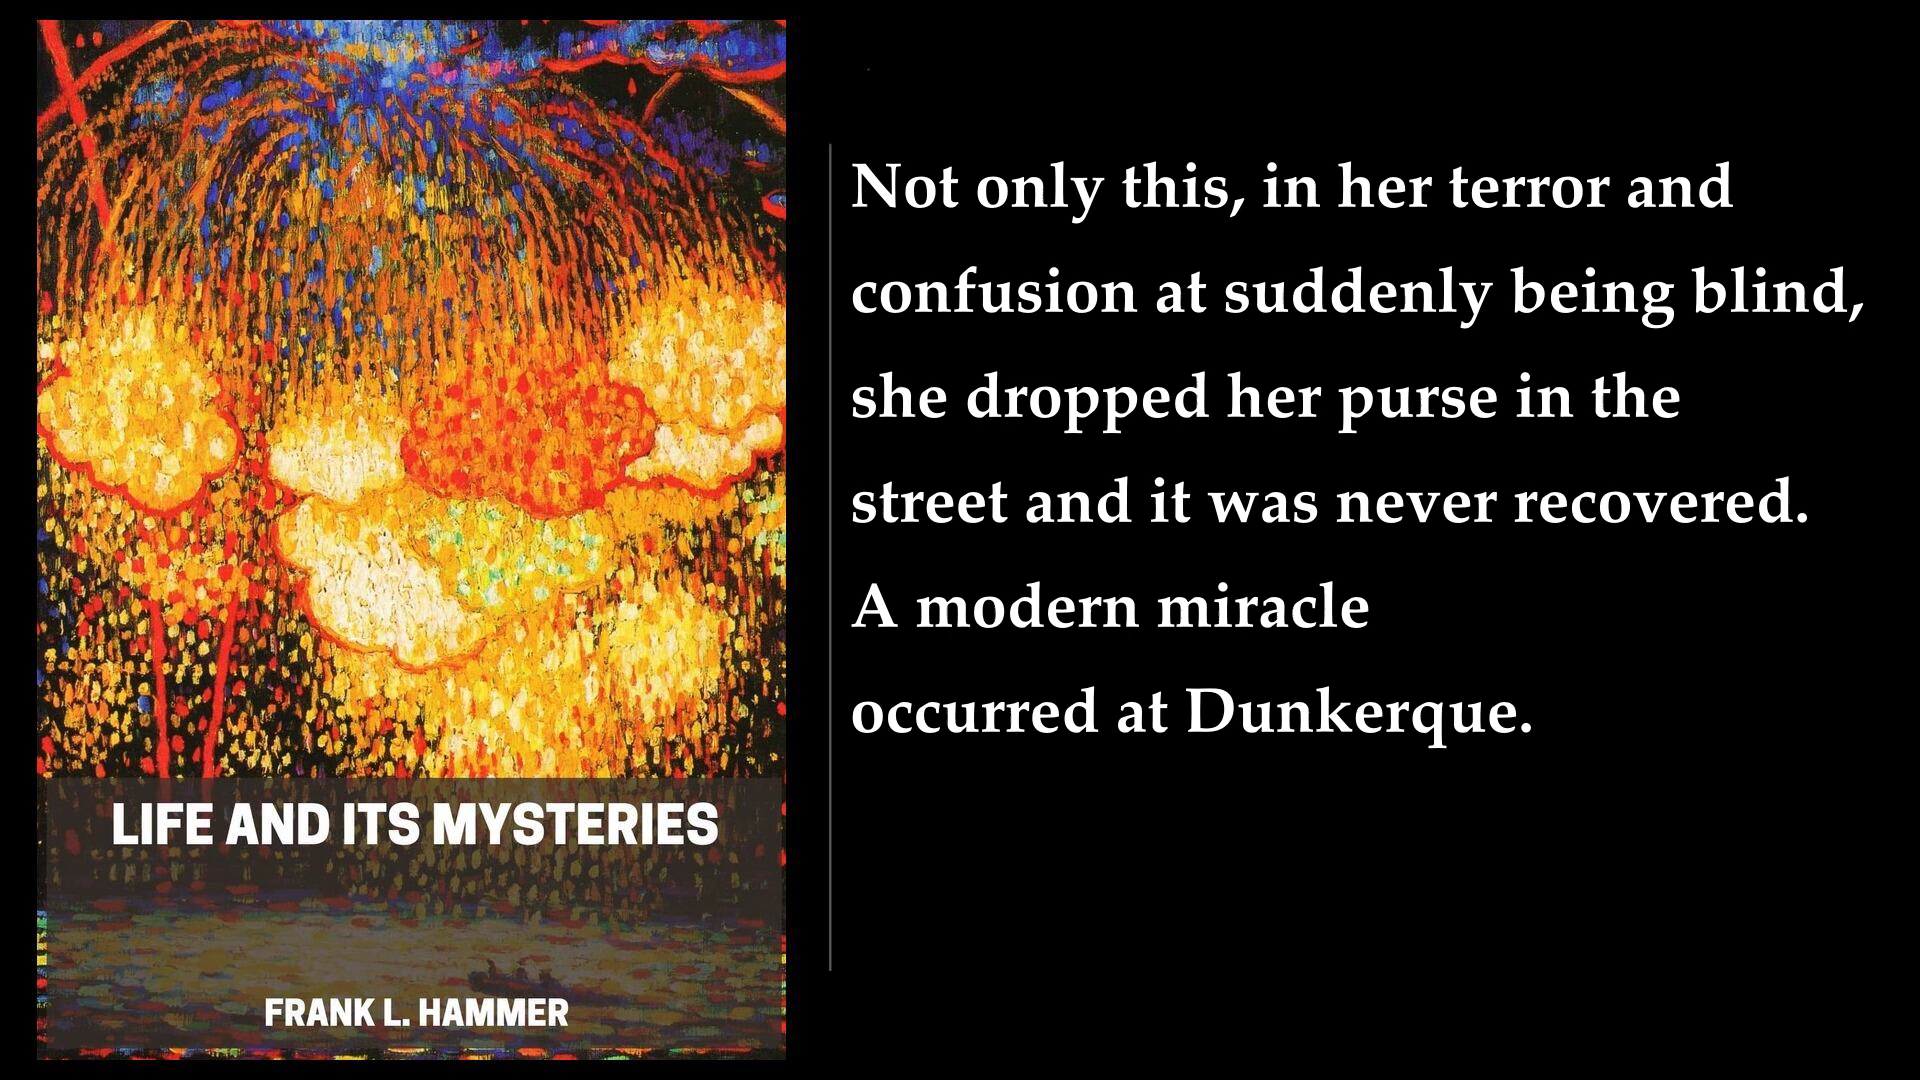 LIFE AND ITS MYSTERIES
FRANK L. HAMMER
Not only this, in her terror and
confusion at suddenly being blind,
she dropped her purse in the
street and it was never recovered.
A modern miracle
occurred at Dunkerque.